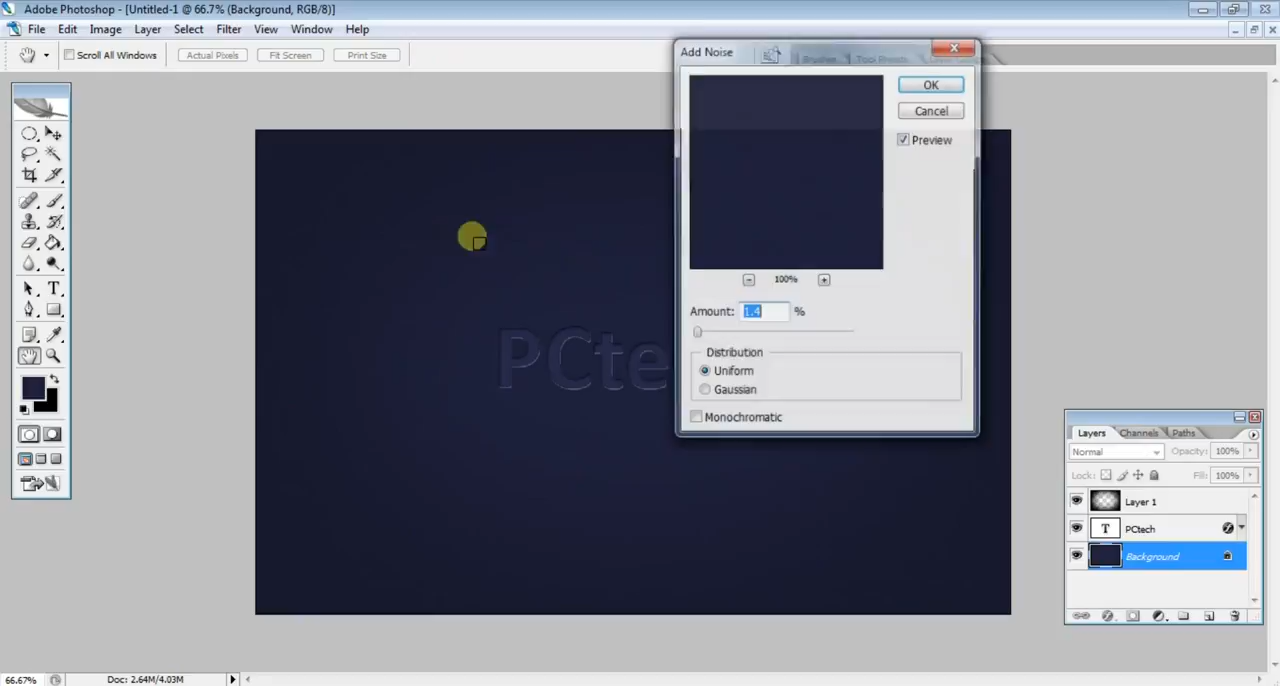 Adobe Photoshop - [Untitled-1 @ 66.7% (Background, RGB/8)]
File Edit Image Layer Select Filter View Window Help
Scroll All Windows Actual Pixels Fit Screen Print Size
Add Noise
Brushes Tool Presets
OK
Cancel
Preview
100%
Amount: 1.4 %
Distribution
Uniform
Gaussian
Monochromatic
PCte
T
Layers Channels Paths
Normal Opacity: 100%
Lock: Fill: 100%
Layer 1
T PCtech
Background
66.67% Doc: 2.64M/4.03M